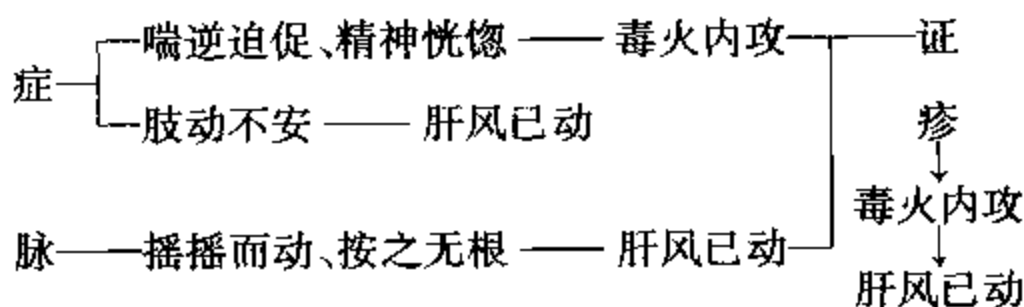 症
喘逆迫促、精神恍惚 毒火内攻 证
肢动不安 肝风已动 疹
毒火内攻
脉 摇摇而动、按之无根 肝风已动
肝风已动